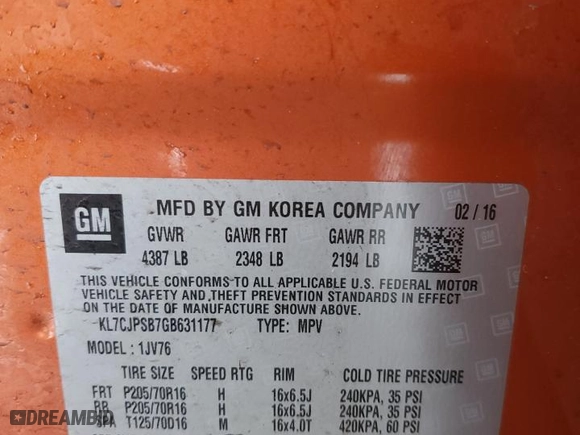 GM
MFD BY GM KOREA COMPANY 02 / 16
GVWR GAWR FRT GAWR RR
4387 LB 2348 LB 2194 LB
THIS VEHICLE CONFORMS TO ALL APPLICABLE U.S. FEDERAL MOTOR
VEHICLE SAFETY AND THEFT PREVENTION STANDARDS IN EFFECT
ON THE DATE OF MANUFACTURE SHOWN ABOVE.
KL7CJPSB7GB631177 TYPE: MPV
MODEL : 1JV76
TIRE SIZE SPEED RTG RIM COLD TIRE PRESSURE
FRT P205/70R16 H 16x6.5J 240KPA, 35 PSI
RR P205/70R16 H 16x6.5J 240KPA, 35 PSI
SPA T125/70D16 M 16x4.0T 420KPA, 60 PSI
DREAMBID